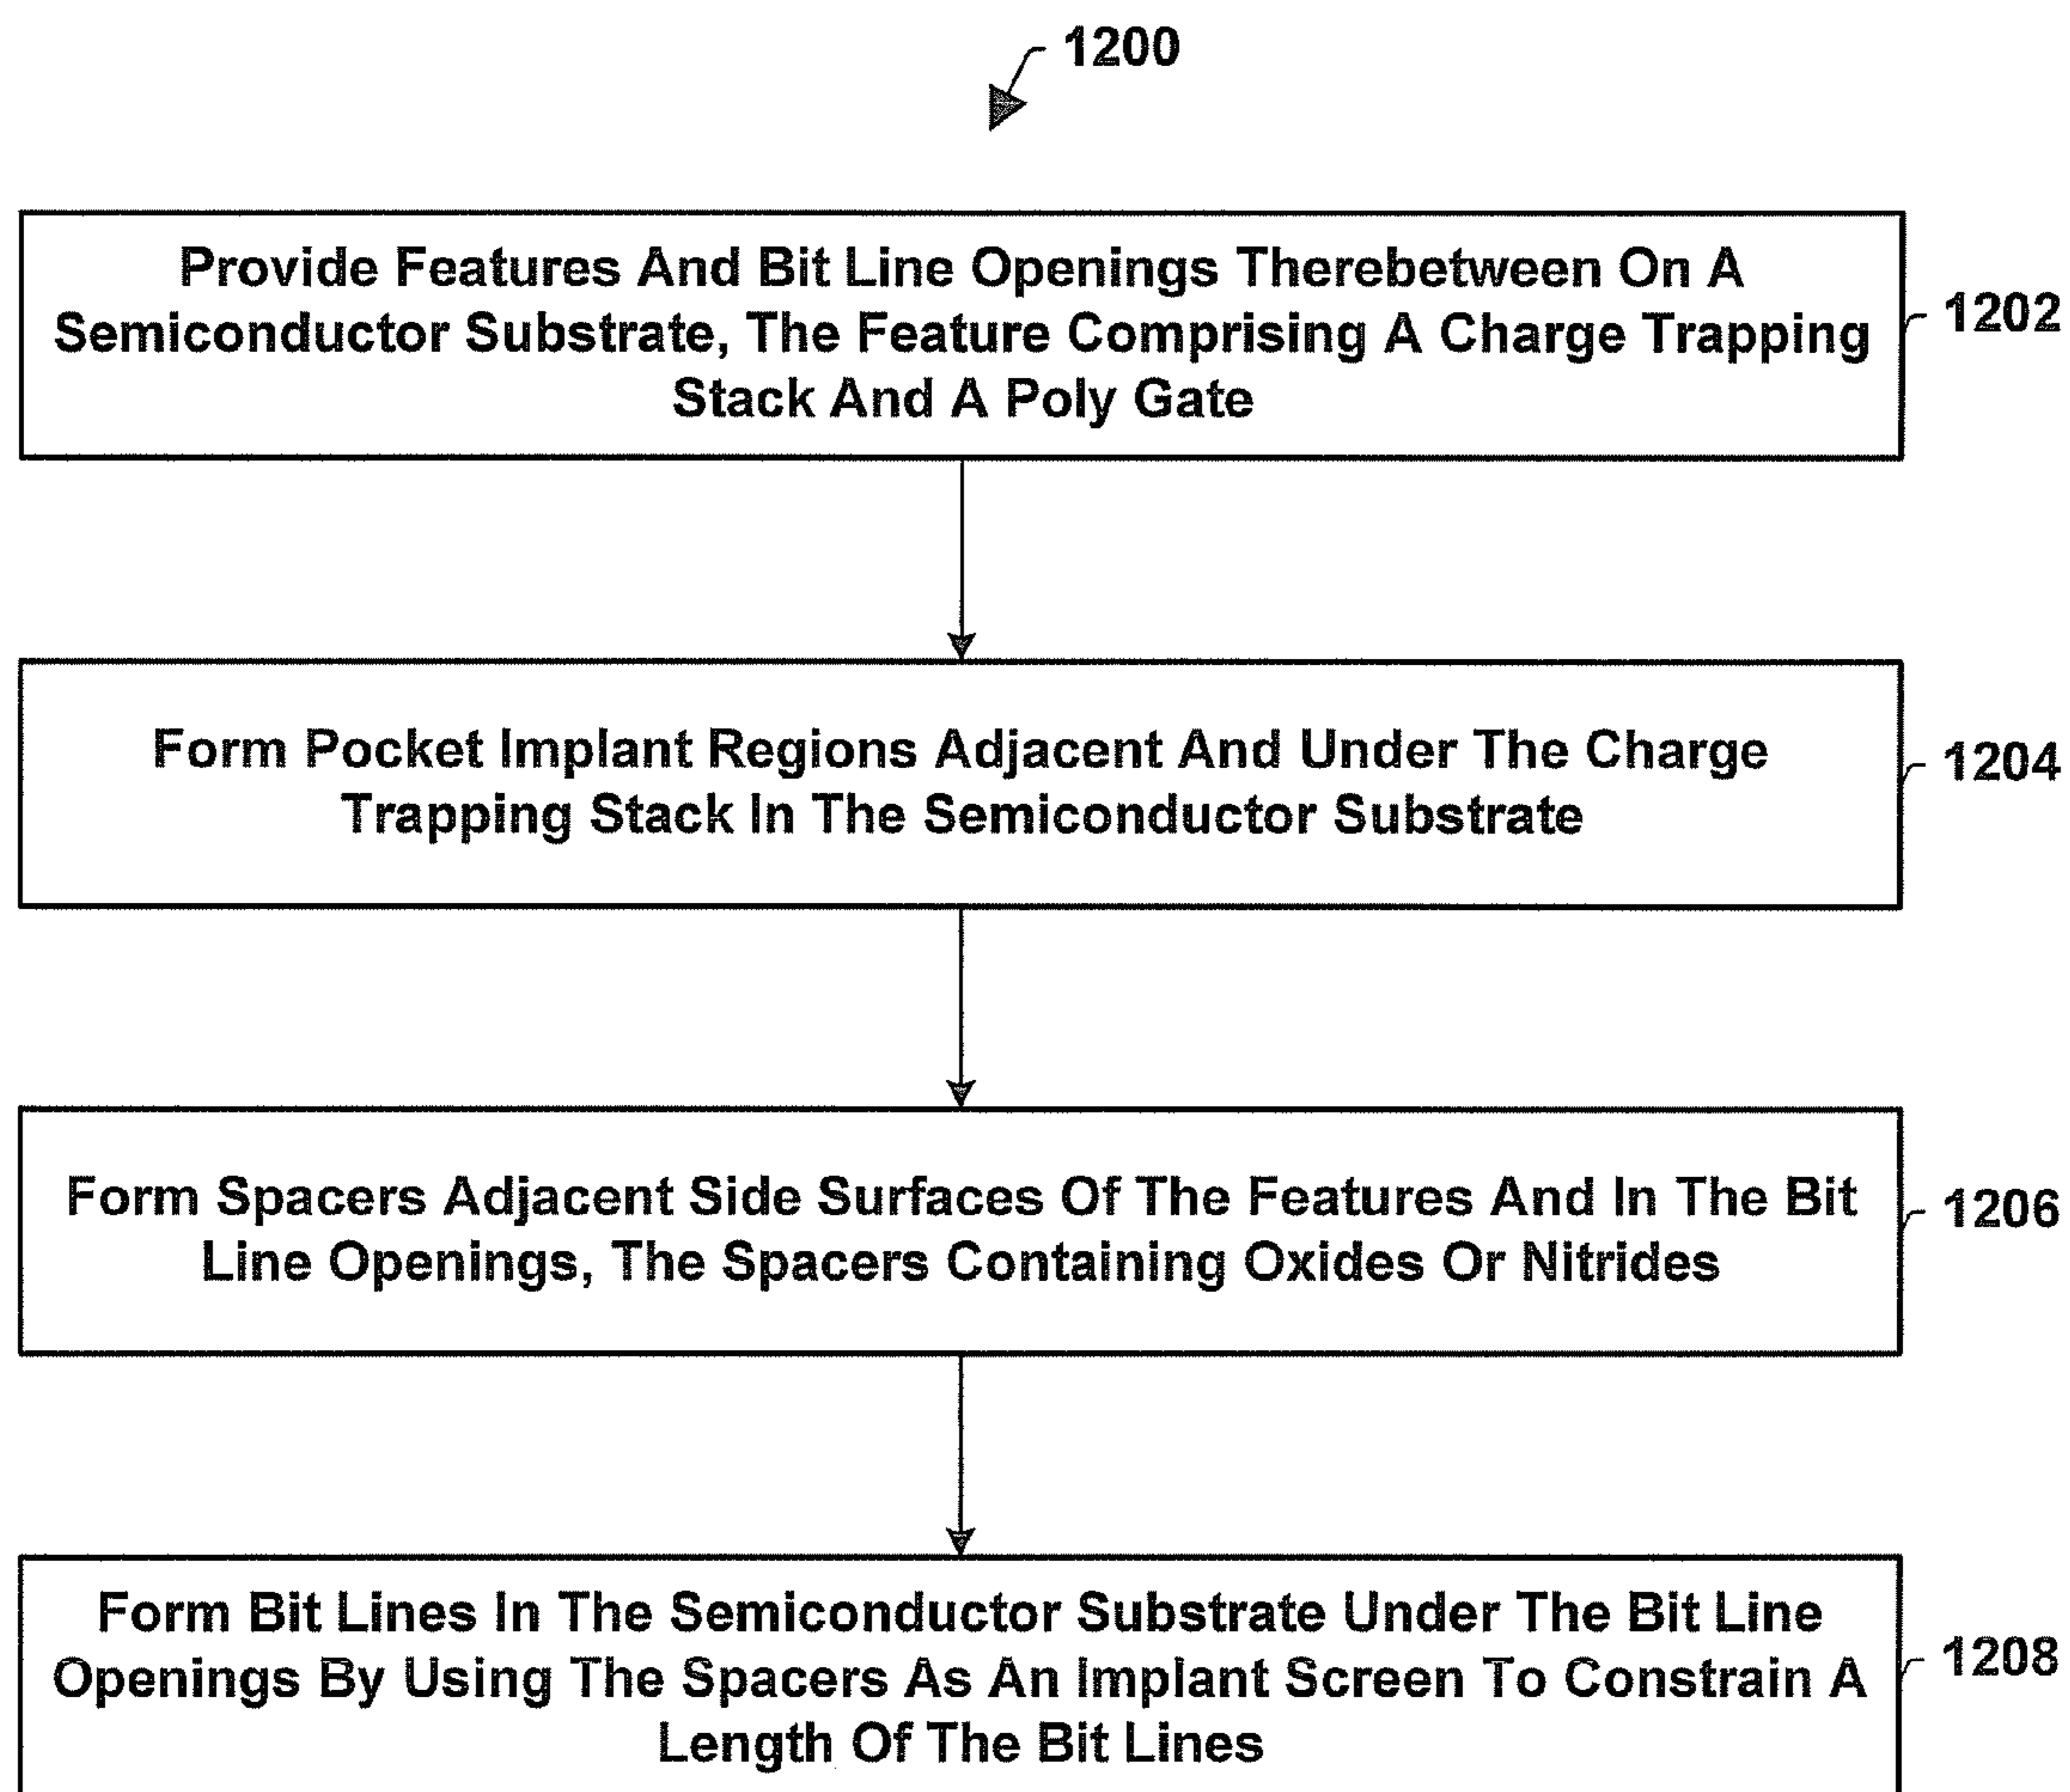 1200
Provide Features And Bit Line Openings Therebetween On A
Semiconductor Substrate, The Feature Comprising A Charge Trapping
Stack And A Poly Gate
1202
Form Pocket Implant Regions Adjacent And Under The Charge
Trapping Stack In The Semiconductor Substrate
1204
Form Spacers Adjacent Side Surfaces Of The Features And In The Bit
Line Openings, The Spacers Containing Oxides Or Nitrides
1206
Form Bit Lines In The Semiconductor Substrate Under The Bit Line
Openings By Using The Spacers As An Implant Screen To Constrain A
Length Of The Bit Lines
1208